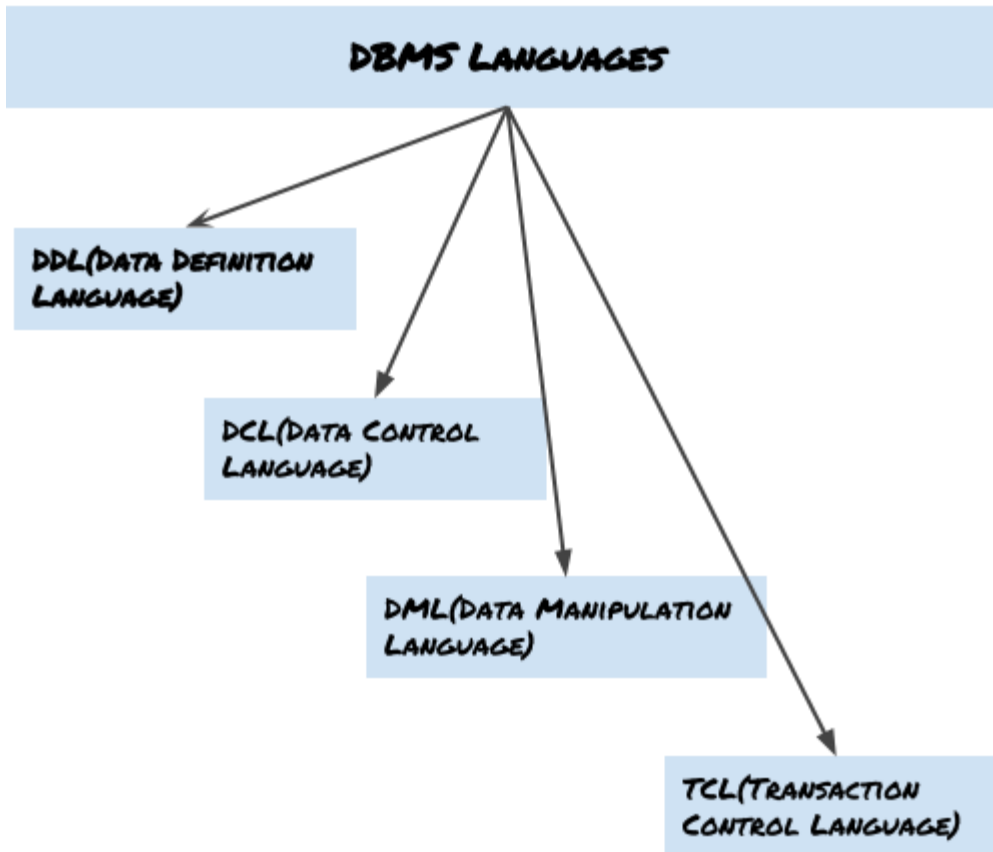 DBMS Languages
DDL(Data Definition
Language)
DCL(Data Control
Language)
DML(Data Manipulation
Language)
TCL(Transaction
Control Language)